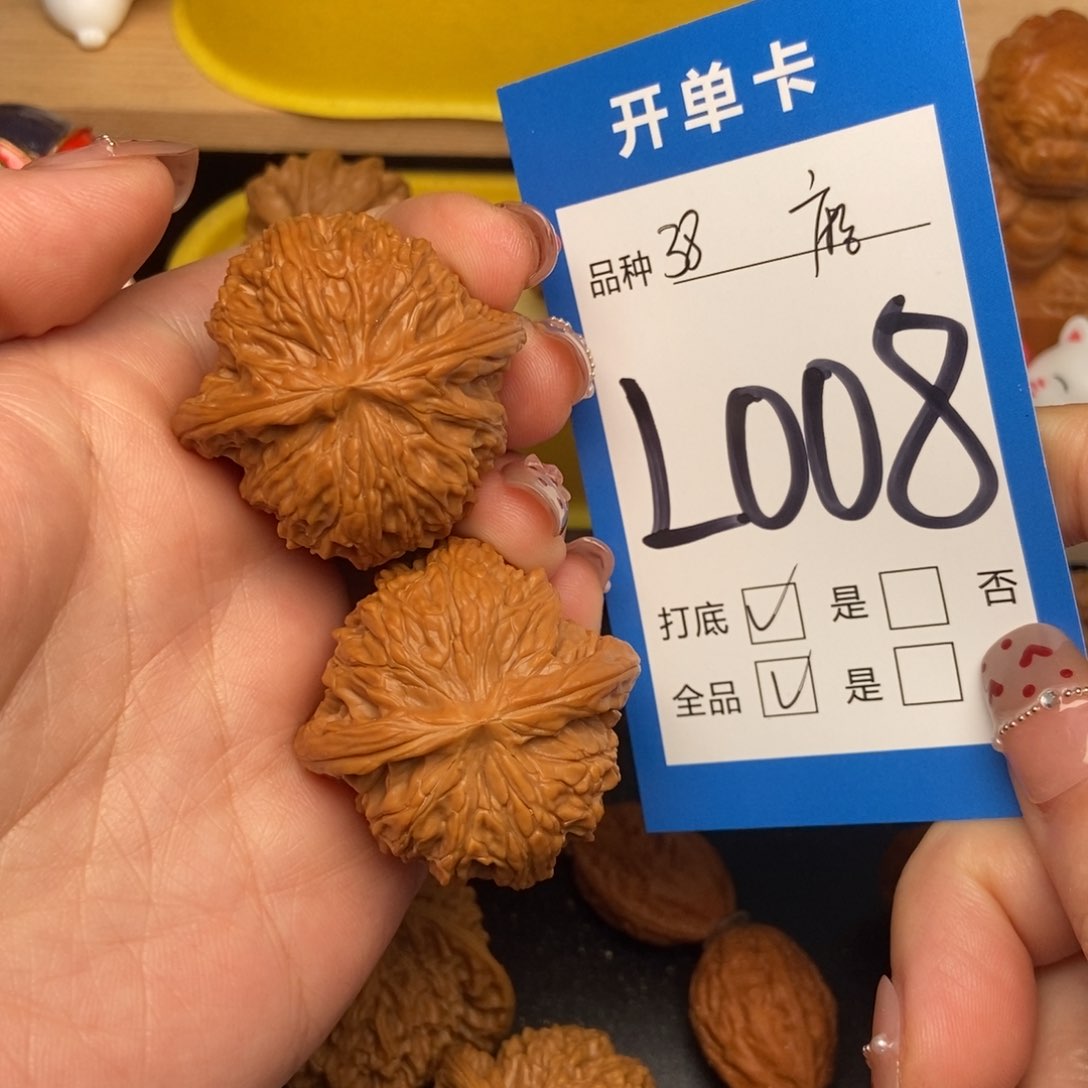 开单卡
品种 38
L008
打底 是 否
全品 是